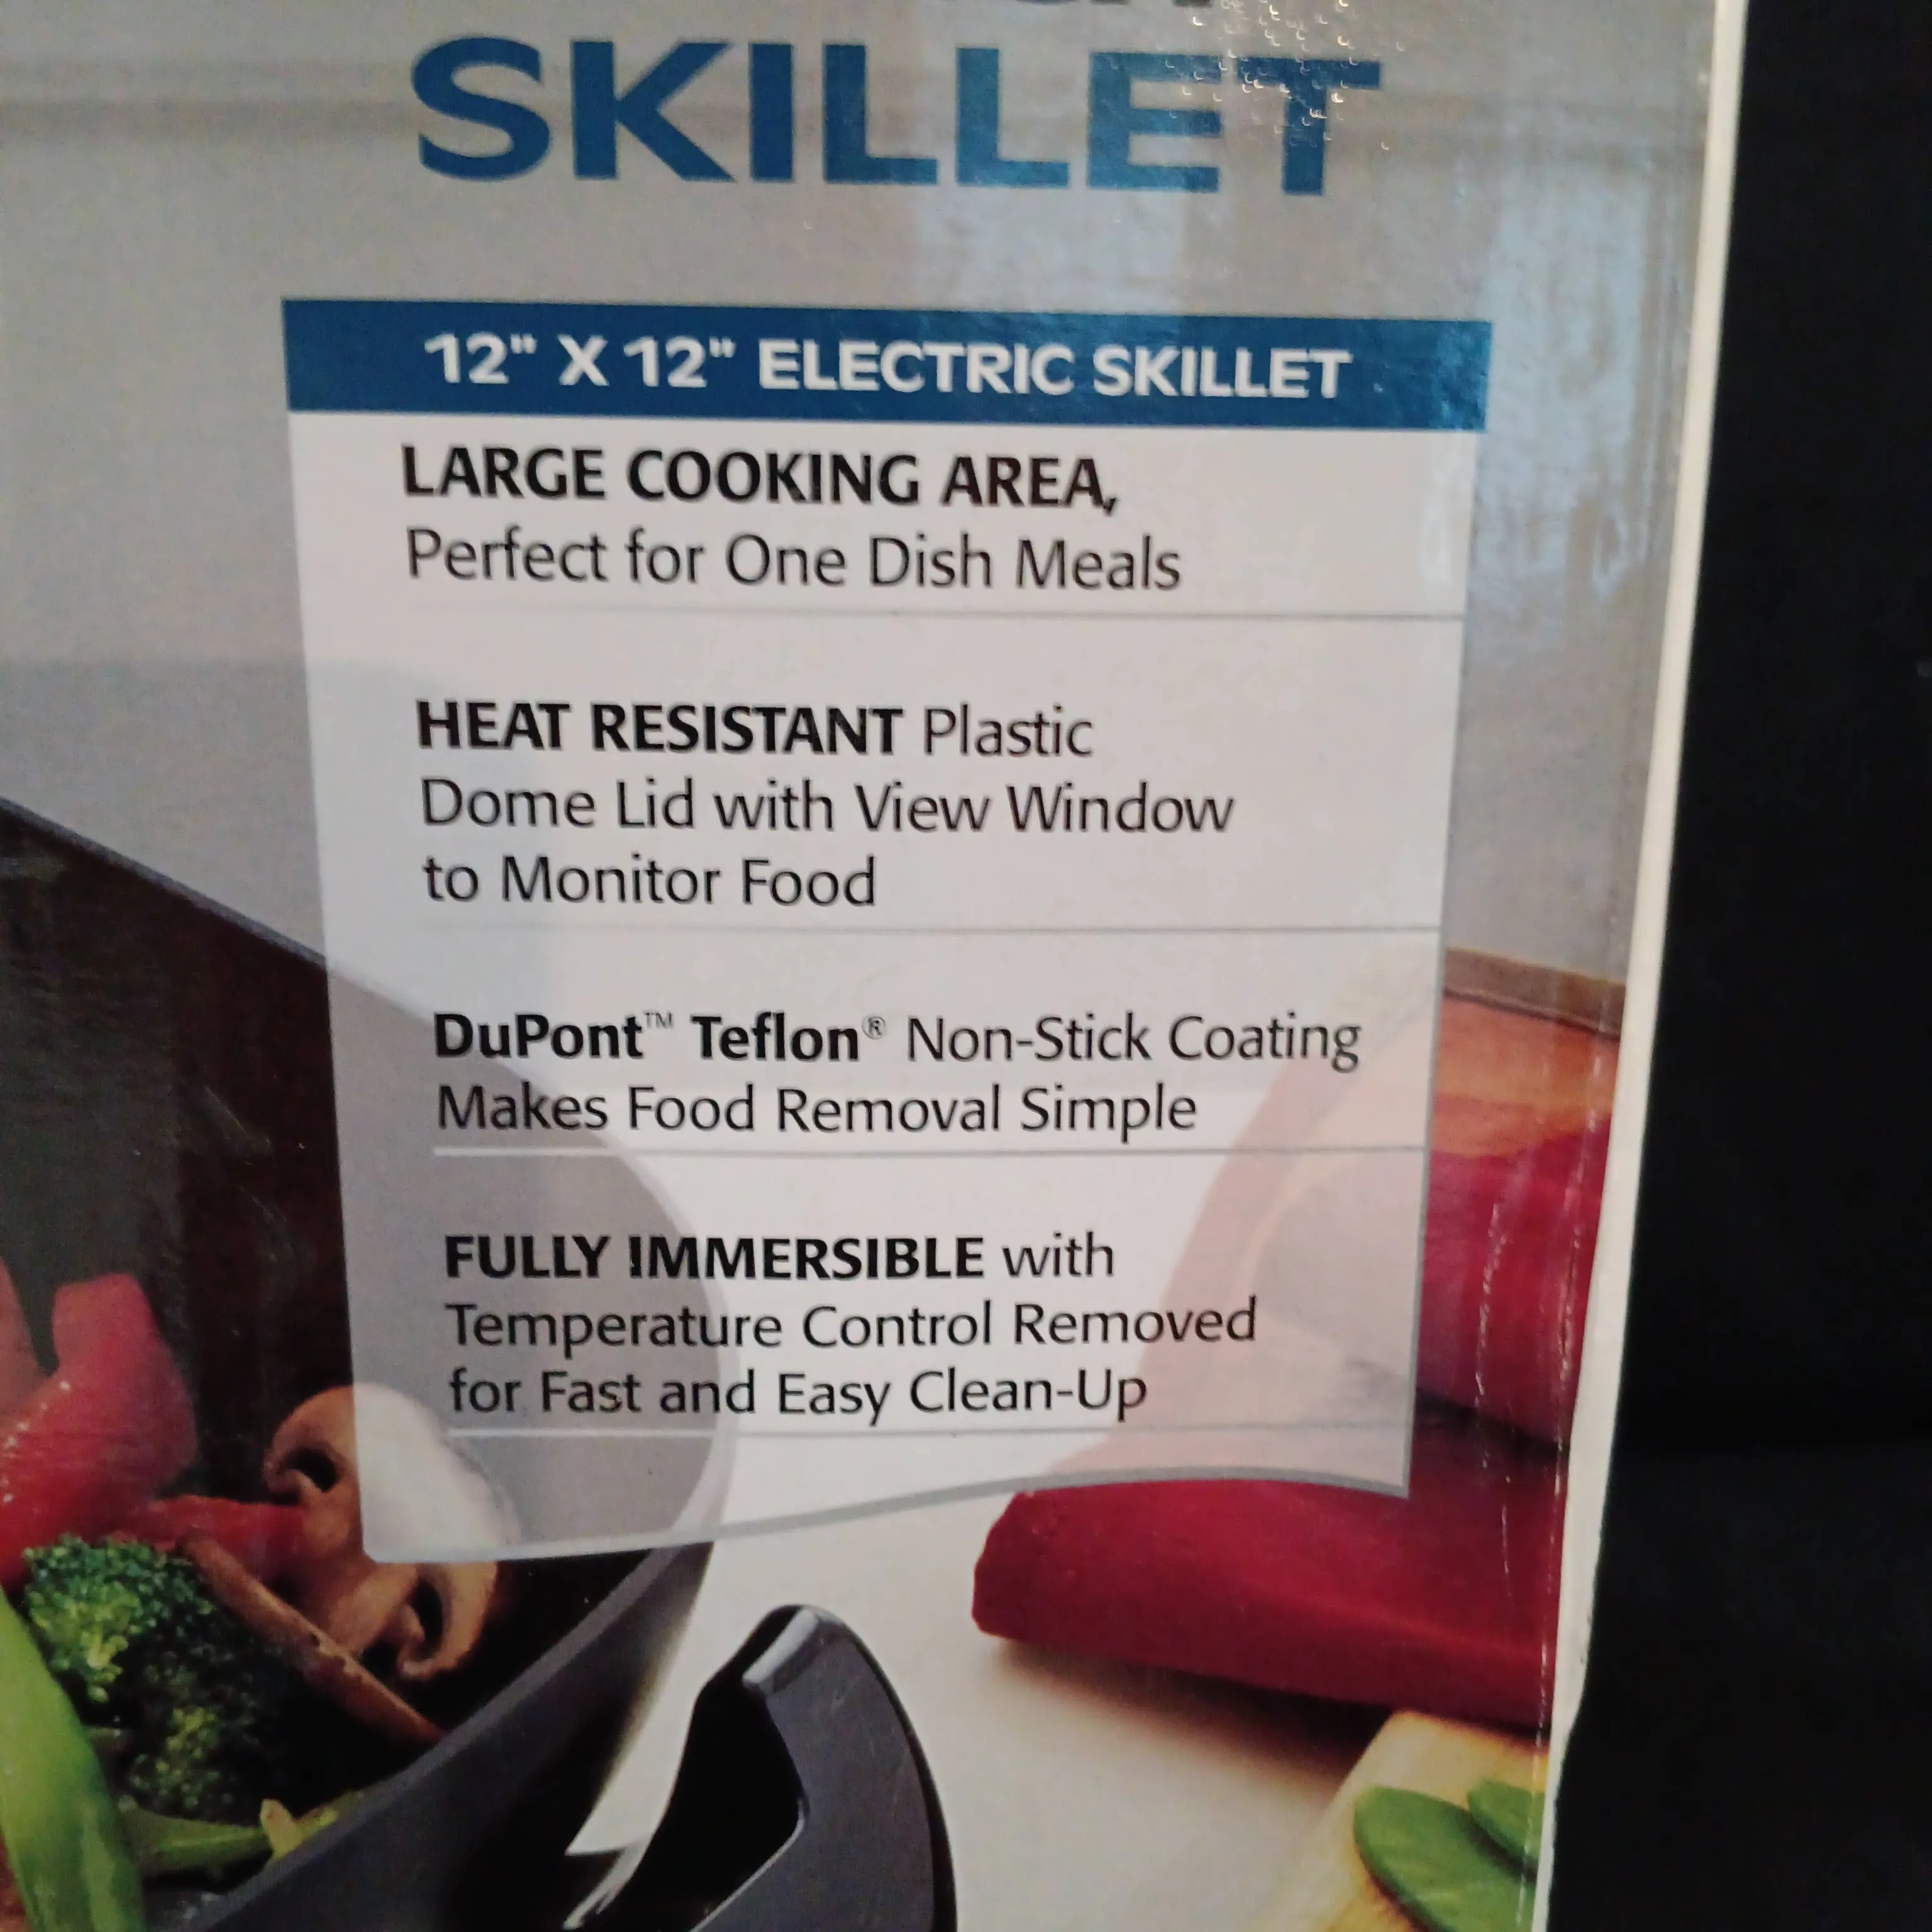 SKILLET
12" X 12" ELECTRIC SKILLET
LARGE COOKING AREA,
Perfect for One Dish Meals
HEAT RESISTANT Plastic
Dome Lid with View Window
to Monitor Food
DuPont™ Teflon® Non-Stick Coating
Makes Food Removal Simple
FULLY IMMERSIBLE with
Temperature Control Removed
for Fast and Easy Clean-Up